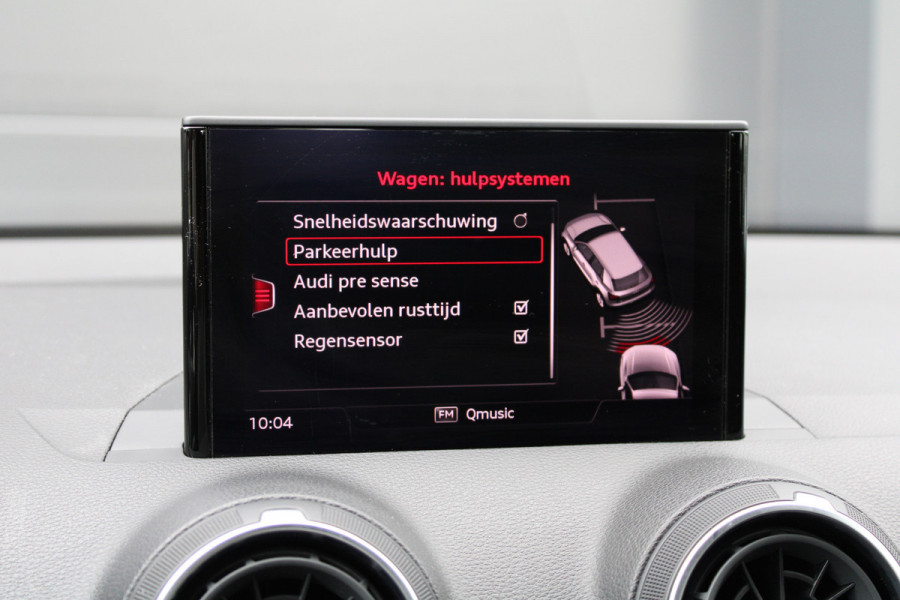 Wagen: hulpsystemen
Snelheidswaarschuwing
Parkeerhulp
Audi pre sense
Aanbevolen rusttijd
Regensensor
10:04
FM Qmusic